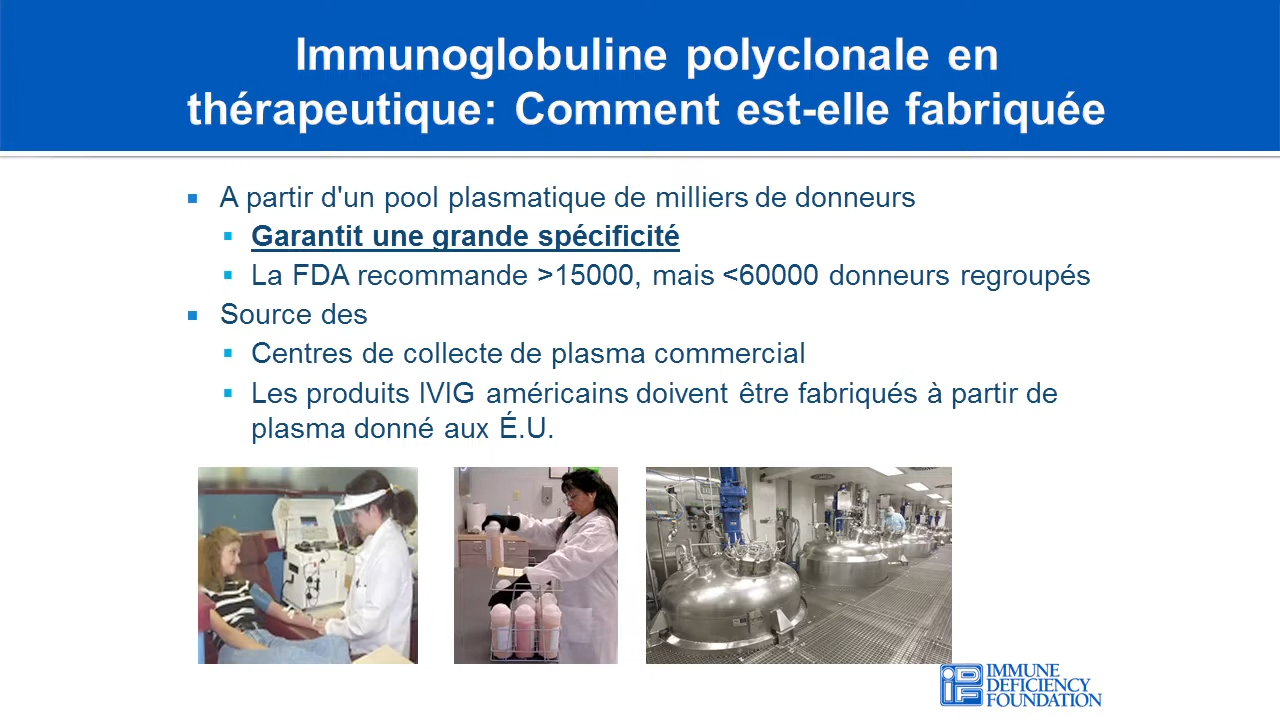 Immunoglobuline polyclonale en
thérapeutique: Comment est-elle fabriquée
A partir d'un pool plasmatique de milliers de donneurs
Garantit une grande spécificité
La FDA recommande >15000, mais <60000 donneurs regroupés
Source des
Centres de collecte de plasma commercial
Les produits IVIG américains doivent être fabriqués à partir de
plasma donné aux É.U.
IDF
IMMUNE
DEFICIENCY
FOUNDATION